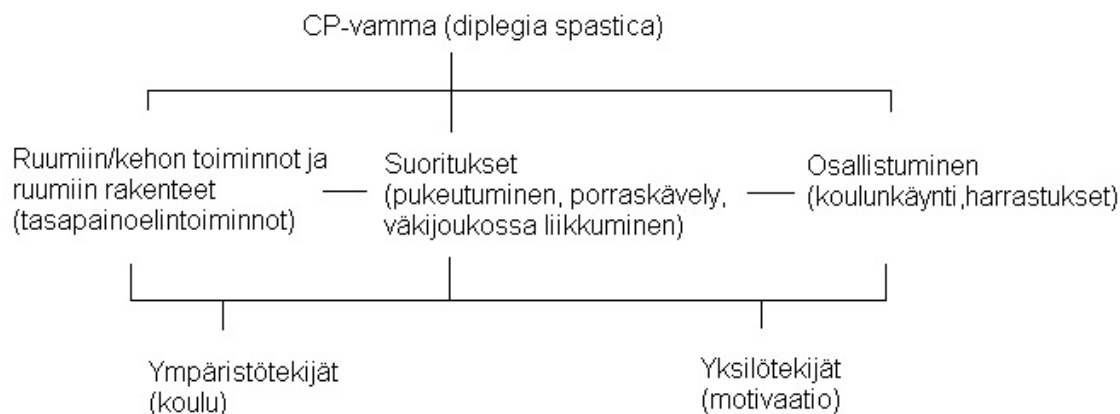 CP-vamma (diplegia spastica)
Ruumiin/kehon toiminnot ja
ruumiin rakenteet
(tasapainoelintoiminnot)
Suoritukset
(pukeutuminen, porraskävely,
väkijoukossa liikkuminen)
Osallistuminen
(koulunkäynti,harrastukset)
Ympäristötekijät
(koulu)
Yksilötekijät
(motivaatio)